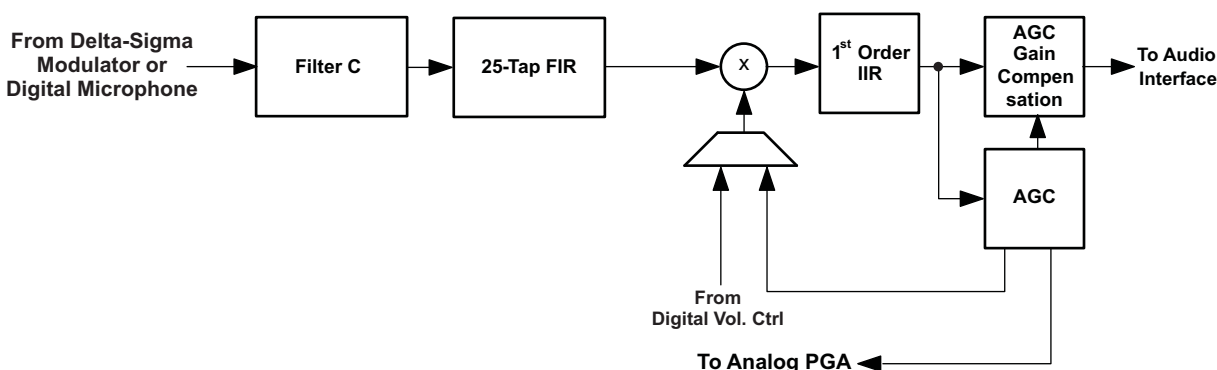 From Delta-Sigma
Modulator or
Digital Microphone
Filter C
25-Tap FIR
x
1st Order
IIR
AGC
Gain
Compen
sation
To Audio
Interface
AGC
From
Digital Vol. Ctrl
To Analog PGA